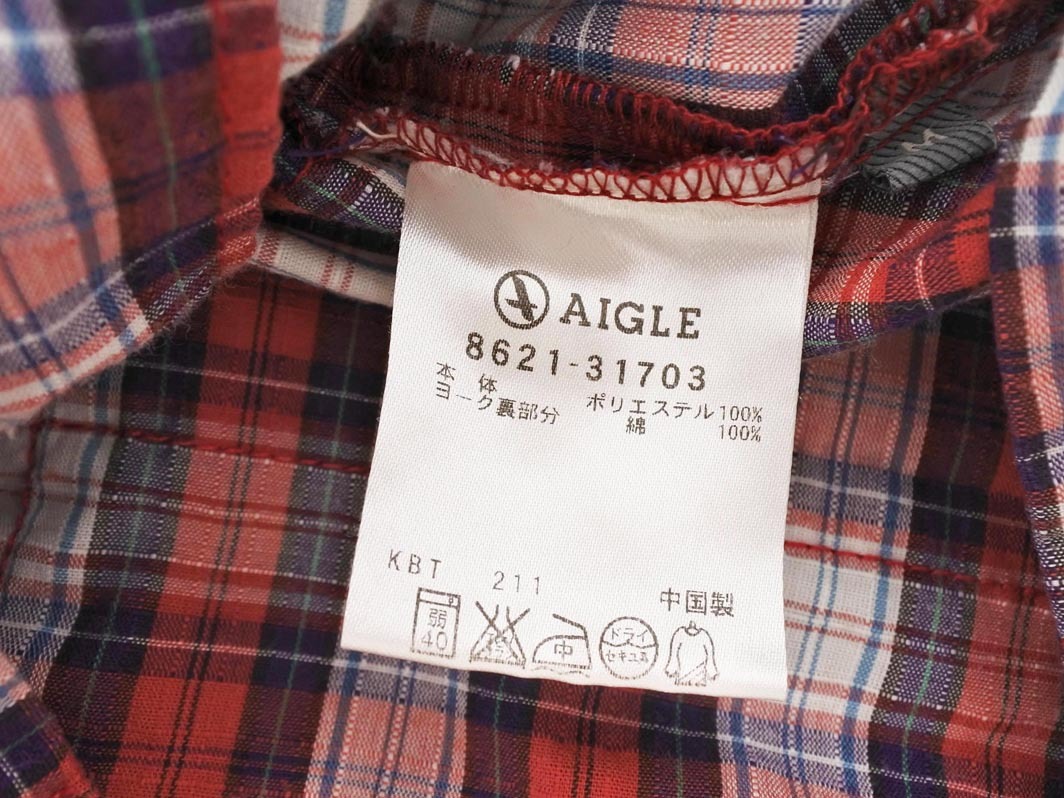 AIGLE
8621-31703
本体 ポリエステル100%
ヨーク裏部分 綿 100%
KBT 211
中国製
弱
40
中
ドライ
セキユ系